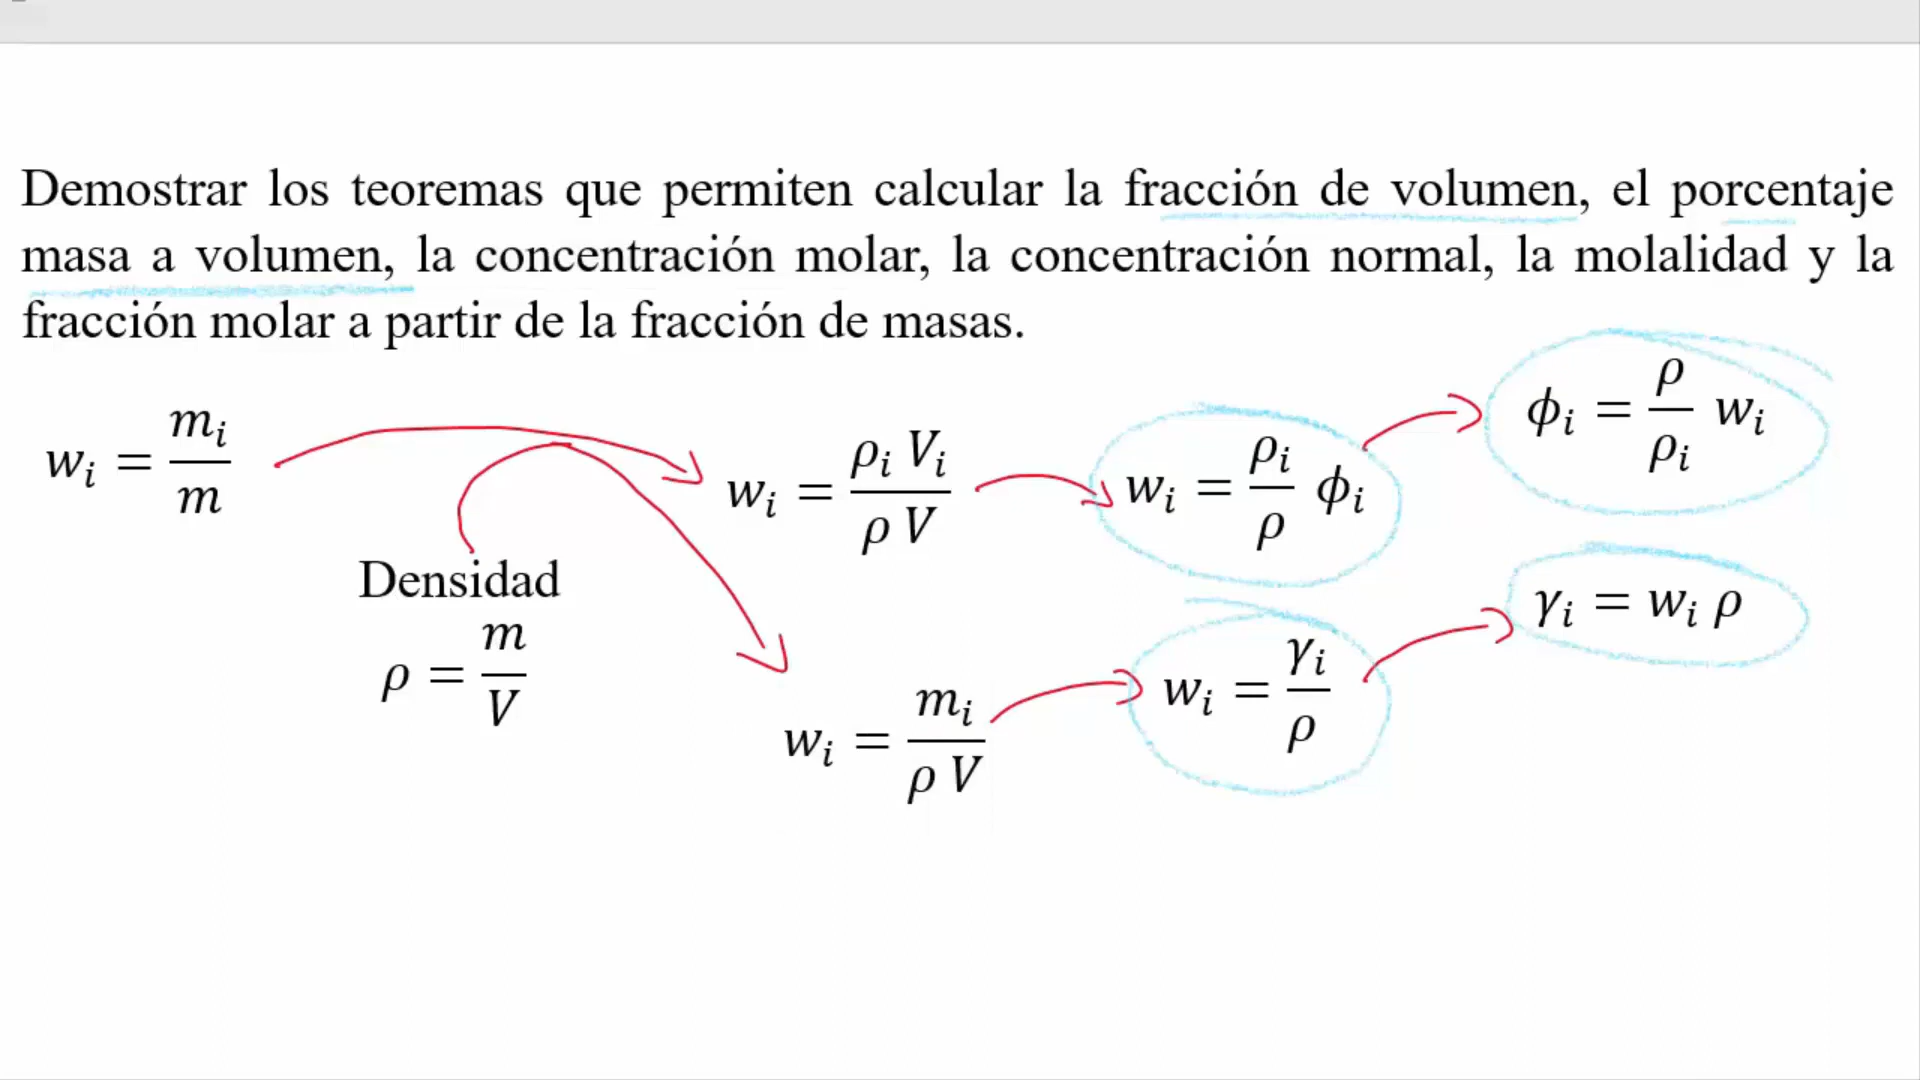 Demostrar los teoremas que permiten calcular la fracción de volumen, el porcentaje
masa a volumen, la concentración molar, la concentración normal, la molalidad y la
fracción molar a partir de la fracción de masas.
w_i = m_i / m
Densidad
ρ = m / V
w_i = ρ_i V_i / ρ V
w_i = ρ_i / ρ ϕ_i
ϕ_i = ρ / ρ_i w_i
w_i = m_i / ρ V
w_i = γ_i / ρ
γ_i = w_i ρ